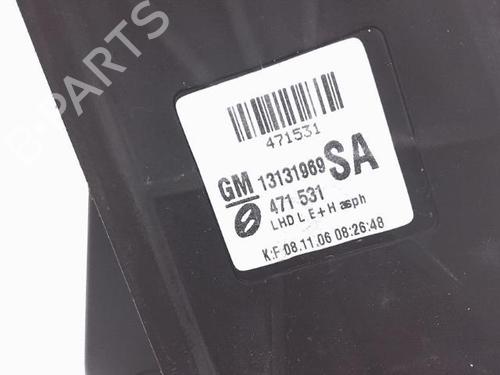 BPARTS
471531
GM 13131969 SA
471 531
LHD L E+H asph
K:F 08.11.06 08:26:48